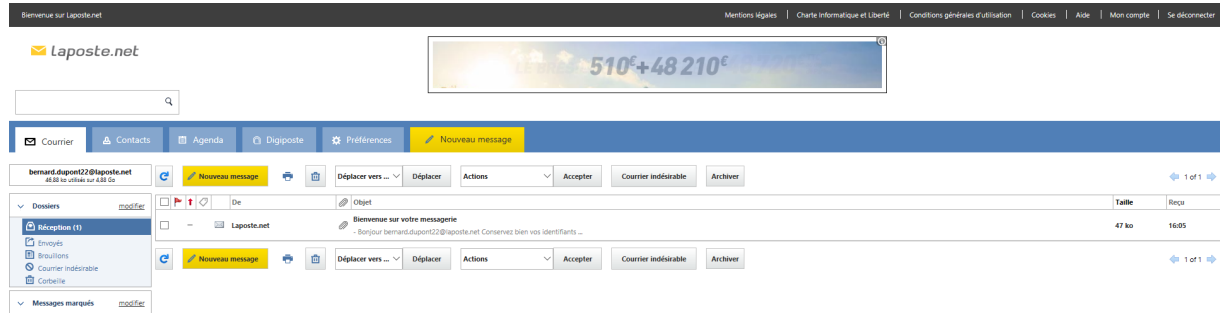 Bienvenue sur Laposte.net
Mentions légales | Charte Informatique et Liberté | Conditions générales d'utilisation | Cookies | Aide | Mon compte | Se déconnecter
Laposte.net
510€+48 210€
Courrier Contacts Agenda Digiposte Préférences Nouveau message
bernard.dupont22@laposte.net
46,88 ko utilisés sur 4,88 Go
Nouveau message Déplacer vers ... Déplacer Actions Accepter Courrier indésirable Archiver 1 of 1
Dossiers modifier
De Objet Taille Reçu
Réception (1)
Laposte.net Bienvenue sur votre messagerie 47 ko 16:05
- Bonjour bernard.dupont22@laposte.net Conservez bien vos identifiants ...
Envoyés
Brouillons
Courrier indésirable
Corbeille
Nouveau message Déplacer vers ... Déplacer Actions Accepter Courrier indésirable Archiver 1 of 1
Messages marqués modifier